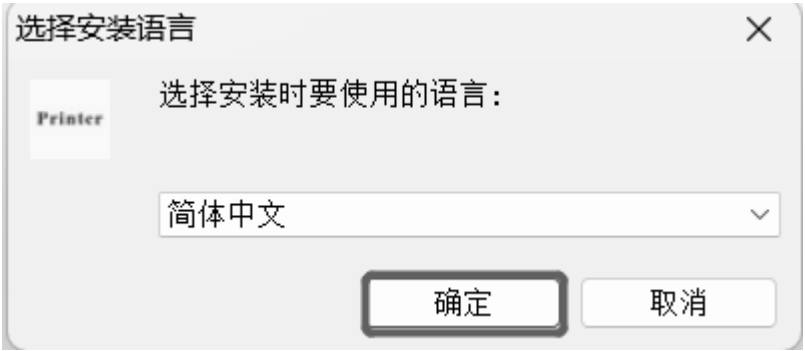 选择安装语言
选择安装时要使用的语言：
Printer
简体中文
确定
取消